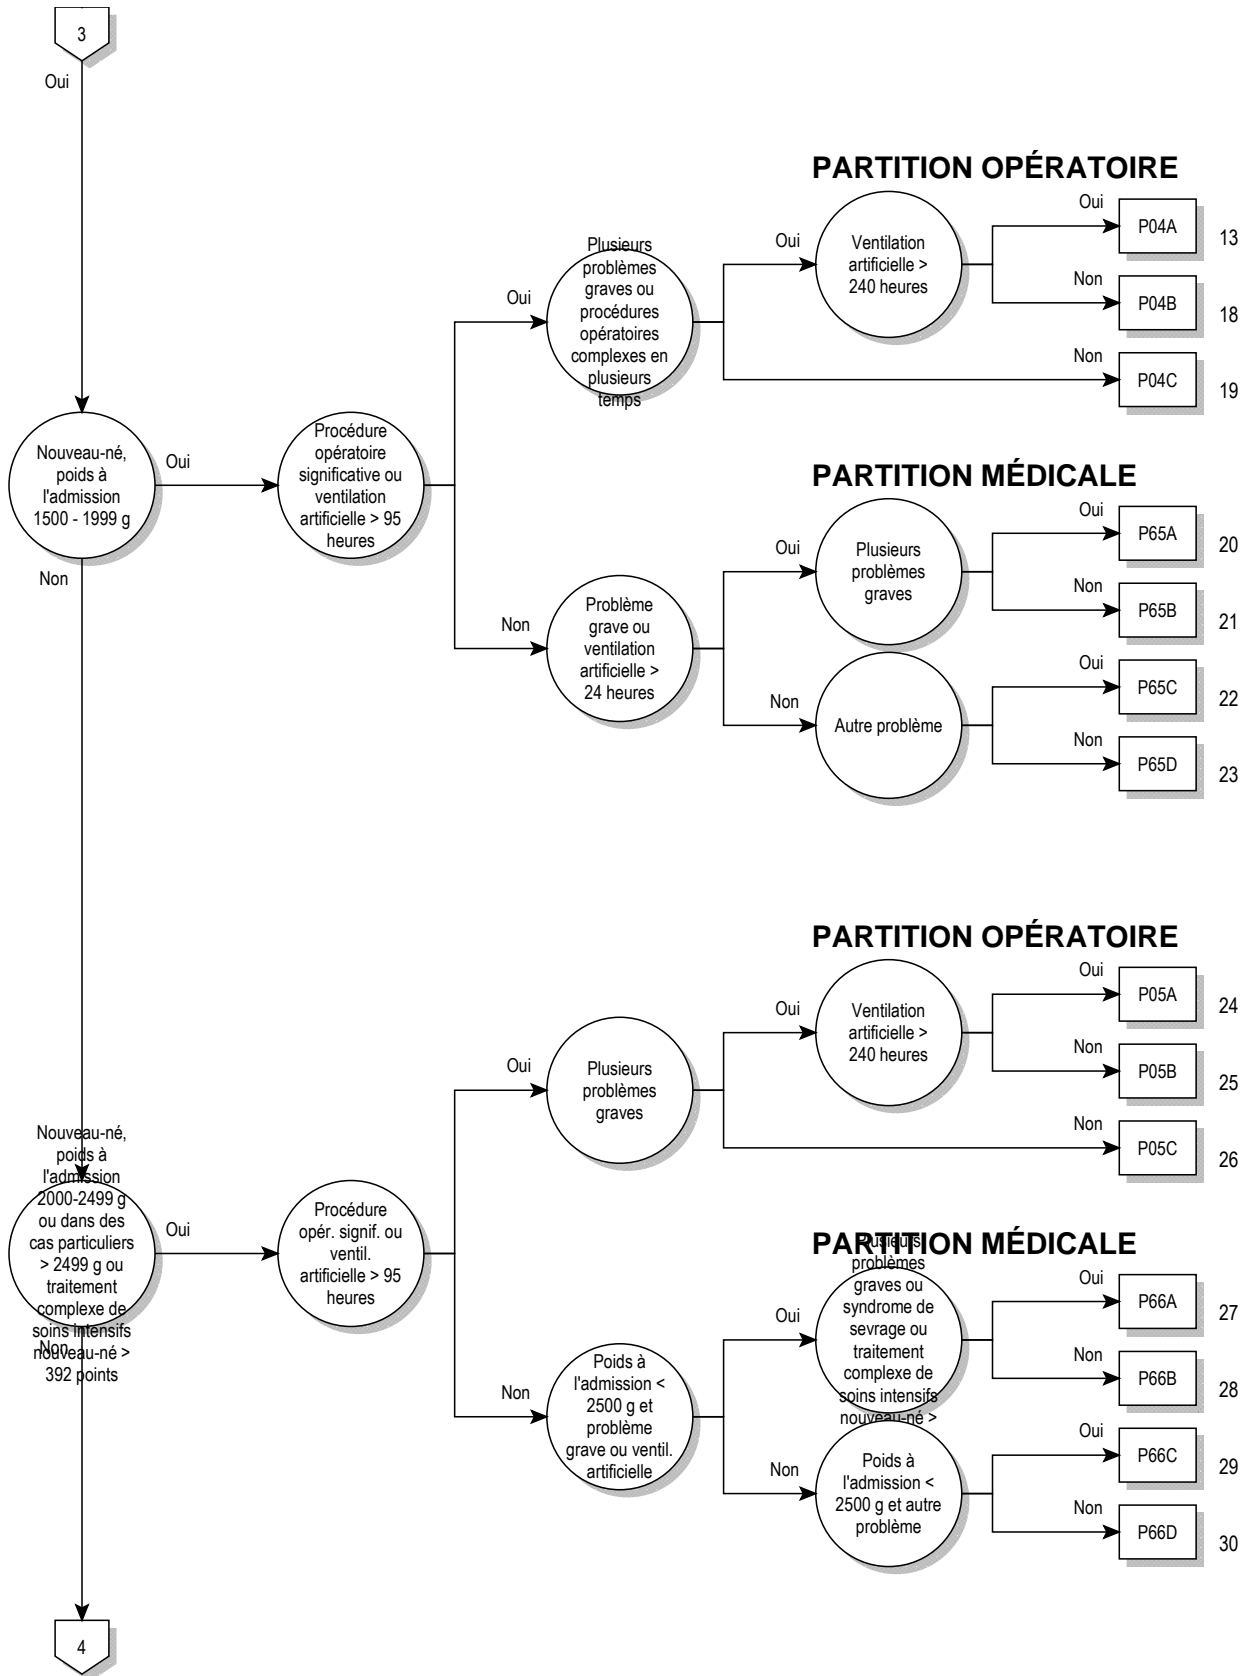 3
Oui
PARTITION OPÉRATOIRE
Plusieurs
problèmes
graves ou
procédures
opératoires
complexes en
plusieurs
temps
Oui
Oui
Ventilation
artificielle >
240 heures
Oui
P04A
13
Non
P04B
18
Non
P04C
19
Nouveau-né,
poids à
l'admission
1500 - 1999 g
Oui
Procédure
opératoire
significative ou
ventilation
artificielle > 95
heures
Non
PARTITION MÉDICALE
Non
Problème
grave ou
ventilation
artificielle >
24 heures
Oui
Plusieurs
problèmes
graves
Oui
P65A
20
Non
P65B
21
Non
Autre problème
Oui
P65C
22
Non
P65D
23
PARTITION OPÉRATOIRE
Oui
Plusieurs
problèmes
graves
Oui
Ventilation
artificielle >
240 heures
Oui
P05A
24
Non
P05B
25
Non
P05C
26
Nouveau-né,
poids à
l'admission
2000-2499 g
ou dans des
cas particuliers
> 2499 g ou
traitement
complexe de
soins intensifs
nouveau-né >
392 points
Oui
Non
Procédure
opér. signif. ou
ventil.
artificielle > 95
heures
PARTITION MÉDICALE
Non
Poids à
l'admission <
2500 g et
problème
grave ou ventil.
artificielle
Oui
Plusieurs
problèmes
graves ou
syndrome de
sevrage ou
traitement
complexe de
soins intensifs
nouveau-né >
Oui
P66A
27
Non
P66B
28
Non
Poids à
l'admission <
2500 g et autre
problème
Oui
P66C
29
Non
P66D
30
4